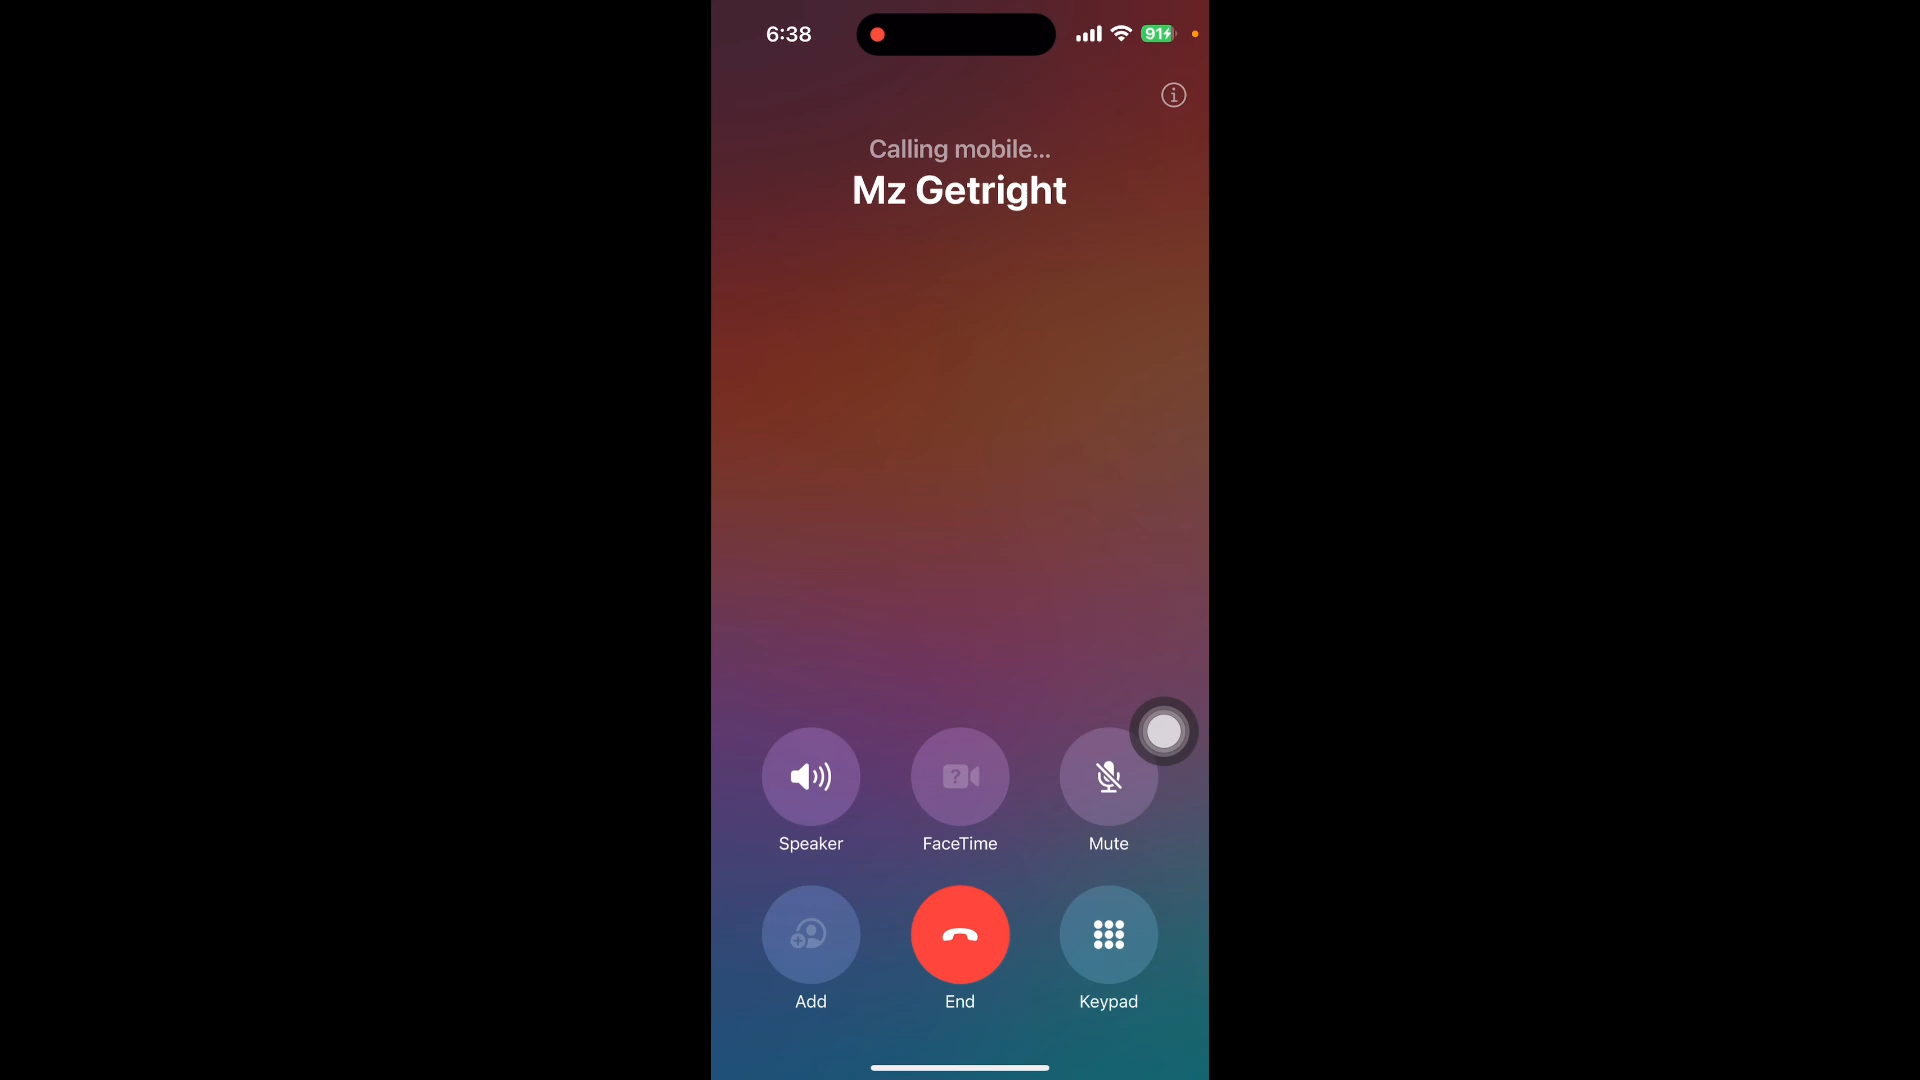 6:38
91
Calling mobile...
Mz Getright
Speaker
FaceTime
Mute
Add
End
Keypad